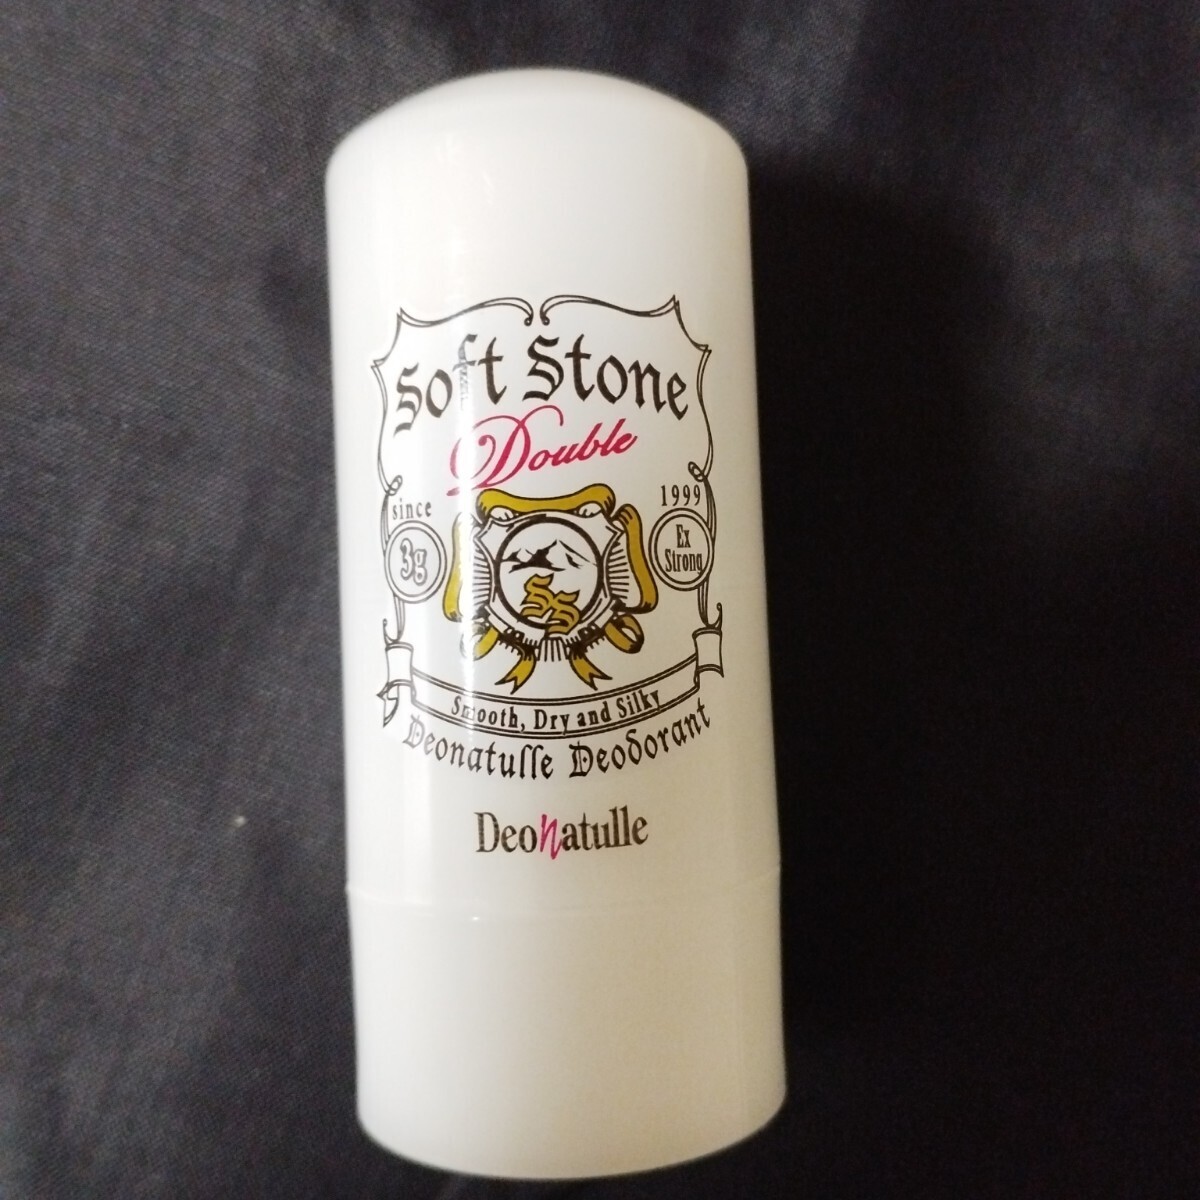 Soft Stone
Double
since
1999
3g
Ex
Strong
SS
Smooth, Dry and Silky
Deonatulle Deodorant
Deonatulle